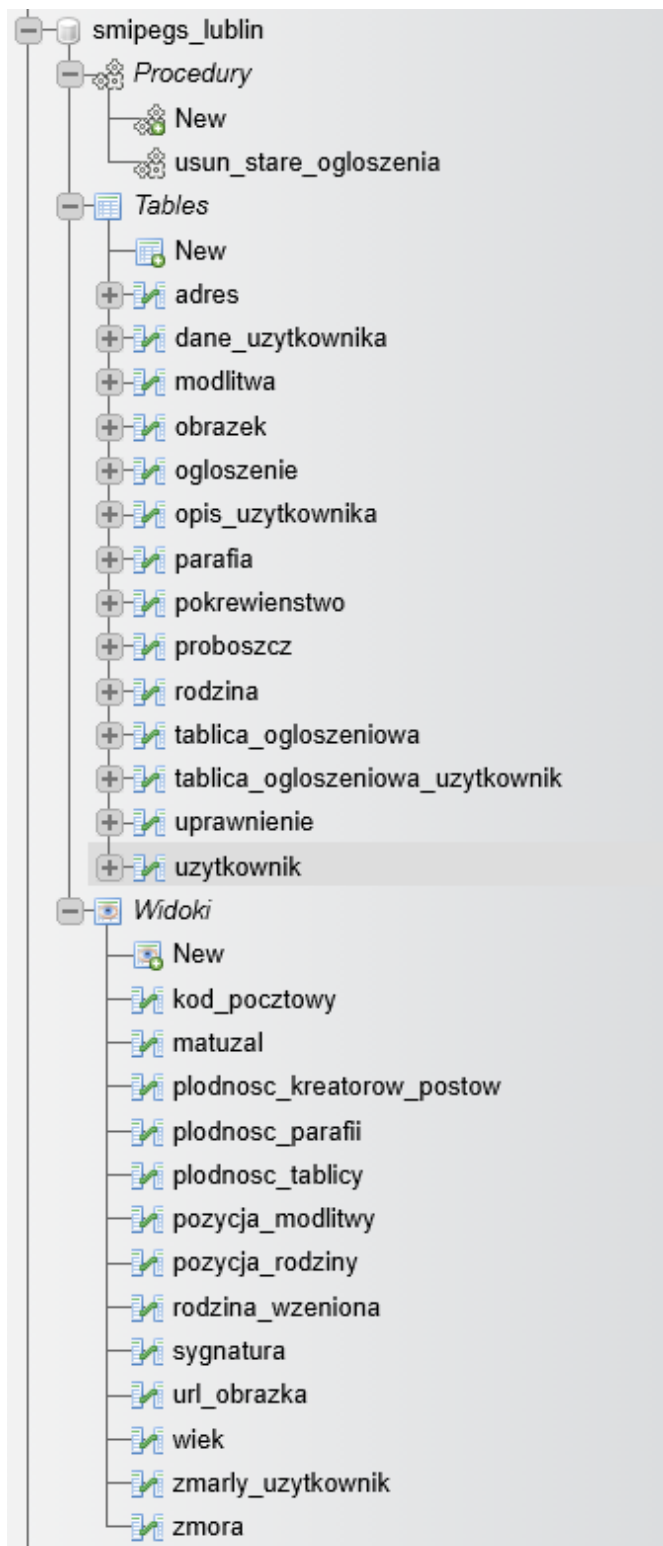 smipegs_lublin
Procedury
New
usun_stare_ogloszenia
Tables
New
adres
dane_uzytkownika
modlitwa
obrazek
ogloszenie
opis_uzytkownika
parafia
pokrewienstwo
proboszcz
rodzina
tablica_ogloszeniowa
tablica_ogloszeniowa_uzytkownik
uprawnienie
uzytkownik
Widoki
New
kod_pocztowy
matuzal
plodnosc_kreatorow_postow
plodnosc_parafii
plodnosc_tablicy
pozycja_modlitwy
pozycja_rodziny
rodzina_wzeniona
sygnatura
url_obrazka
wiek
zmarly_uzytkownik
zmora